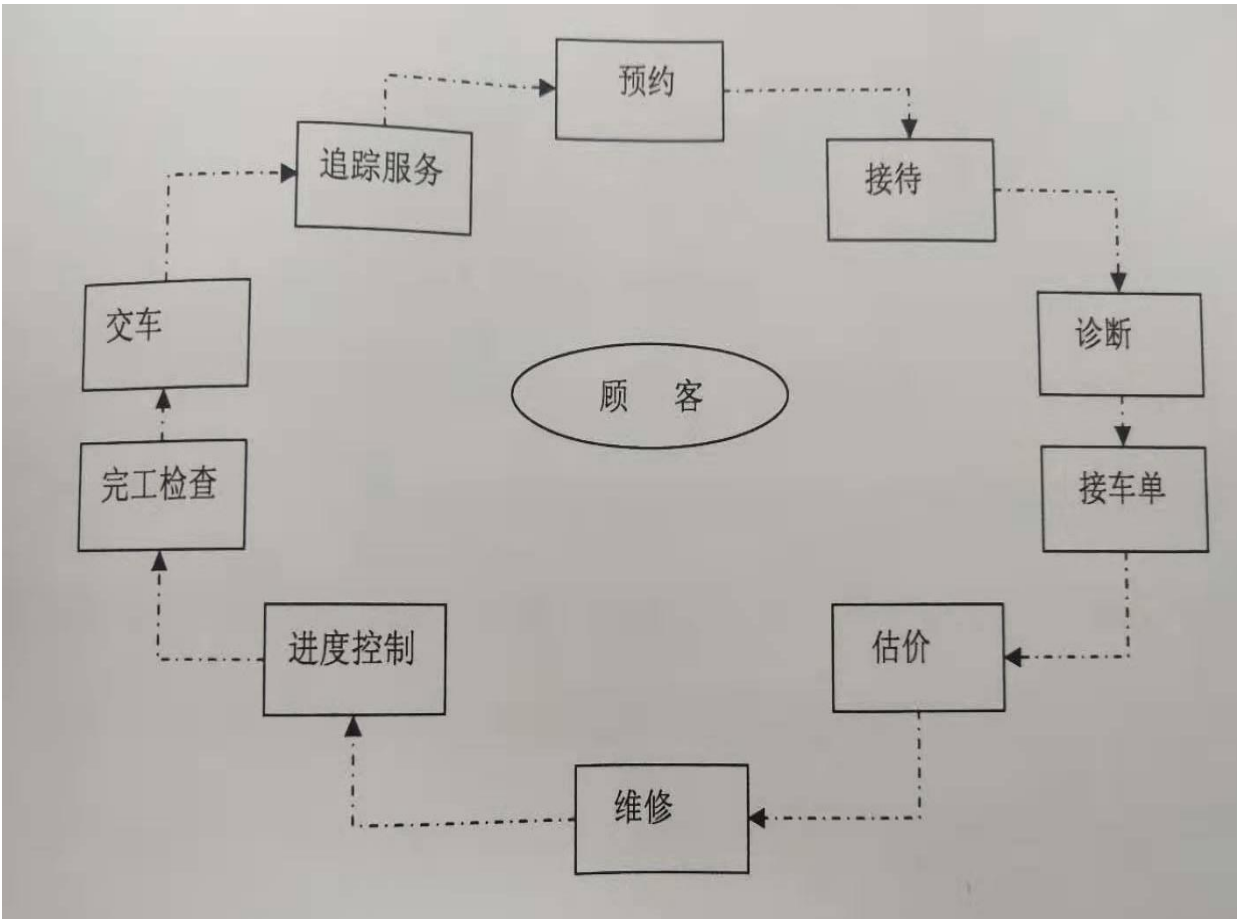 预约
接待
诊断
接车单
估价
维修
进度控制
完工检查
交车
追踪服务
顾 客